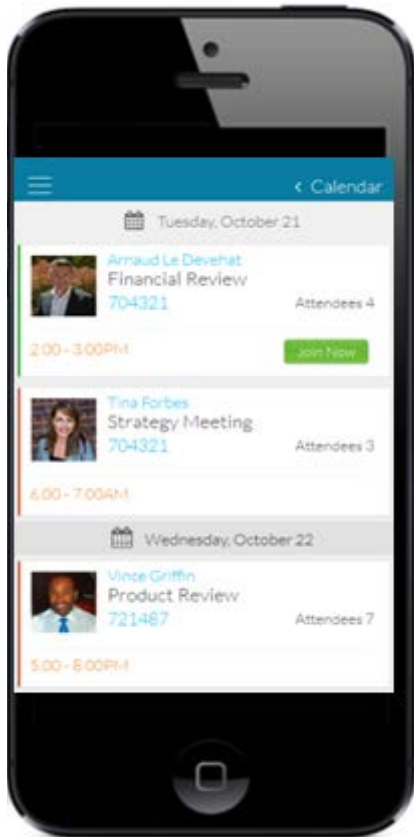 < Calendar
Tuesday, October 21
Arnaud Le Devehat
Financial Review
704321
Attendees 4
2:00 - 3:00PM
Join Now
Tina Forbes
Strategy Meeting
704321
Attendees 3
6:00 - 7:00AM
Wednesday, October 22
Vince Griffin
Product Review
721487
Attendees 7
5:00 - 8:00PM